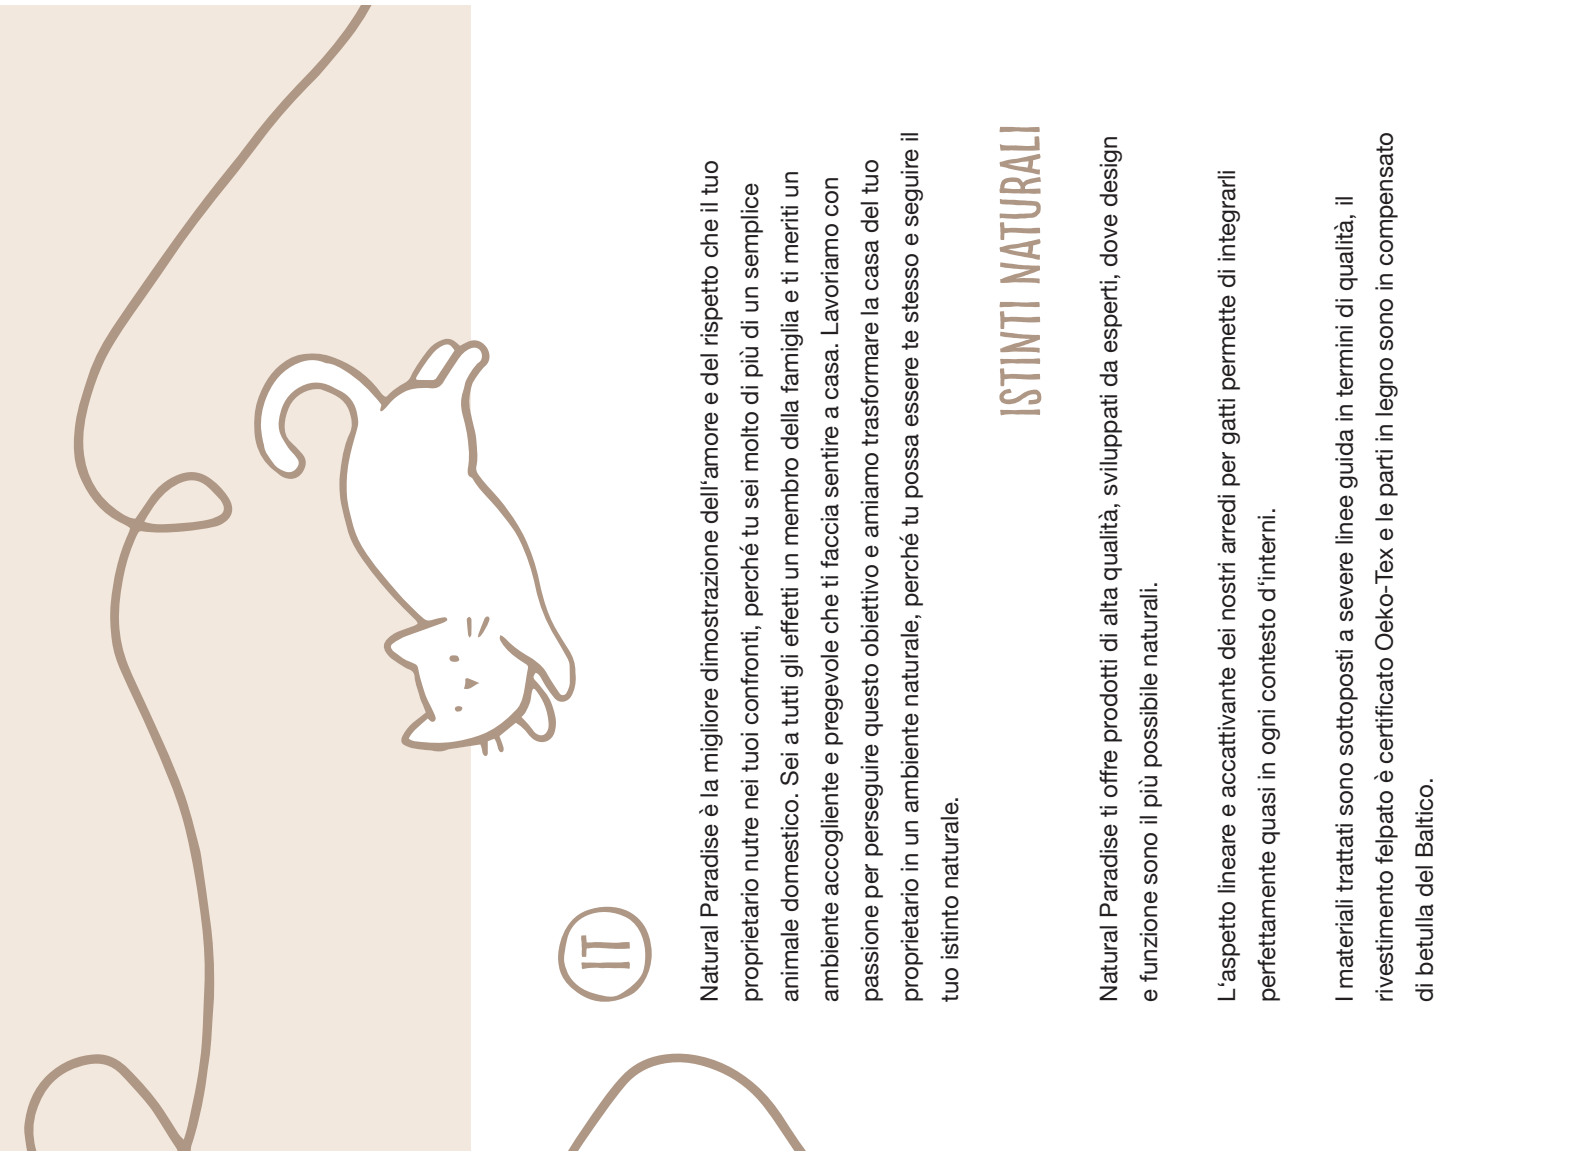 IT
Natural Paradise è la migliore dimostrazione dell‘amore e del rispetto che il tuo
proprietario nutre nei tuoi confronti, perché tu sei molto di più di un semplice
animale domestico. Sei a tutti gli effetti un membro della famiglia e ti meriti un
ambiente accogliente e pregevole che ti faccia sentire a casa. Lavoriamo con
passione per perseguire questo obiettivo e amiamo trasformare la casa del tuo
proprietario in un ambiente naturale, perché tu possa essere te stesso e seguire il
tuo istinto naturale.
ISTINTI NATURALI
Natural Paradise ti offre prodotti di alta qualità, sviluppati da esperti, dove design
e funzione sono il più possibile naturali.
L‘aspetto lineare e accattivante dei nostri arredi per gatti permette di integrarli
perfettamente quasi in ogni contesto d‘interni.
I materiali trattati sono sottoposti a severe linee guida in termini di qualità, il
rivestimento felpato è certificato Oeko-Tex e le parti in legno sono in compensato
di betulla del Baltico.